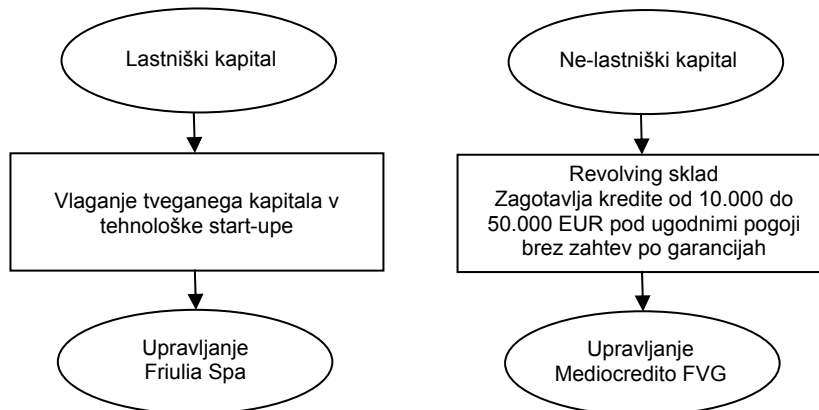 Lastniški kapital
Vlaganje tveganega kapitala v
tehnološke start-upe
Upravljanje
Friulia Spa
Ne-lastniški kapital
Revolving sklad
Zagotavlja kredite od 10.000 do
50.000 EUR pod ugodnimi pogoji
brez zahtev po garancijah
Upravljanje
Mediocredito FVG